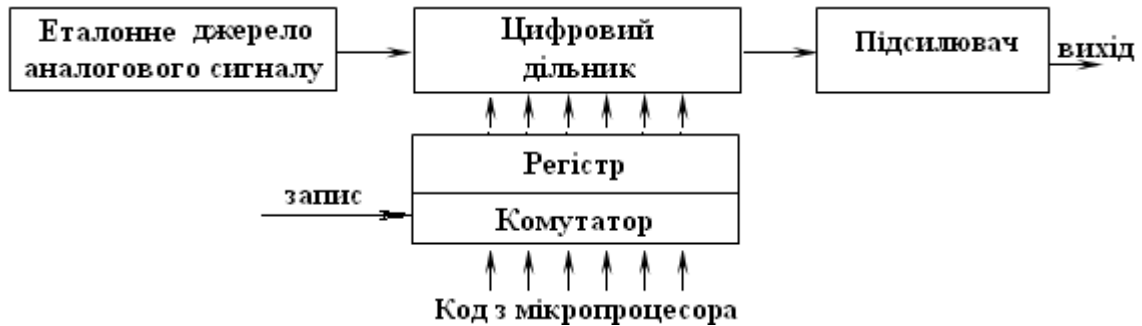 Еталонне джерело
аналогового сигналу
Цифровий
дільник
Підсилювач
вихід
Регістр
запис
Комутатор
Код з мікропроцесора